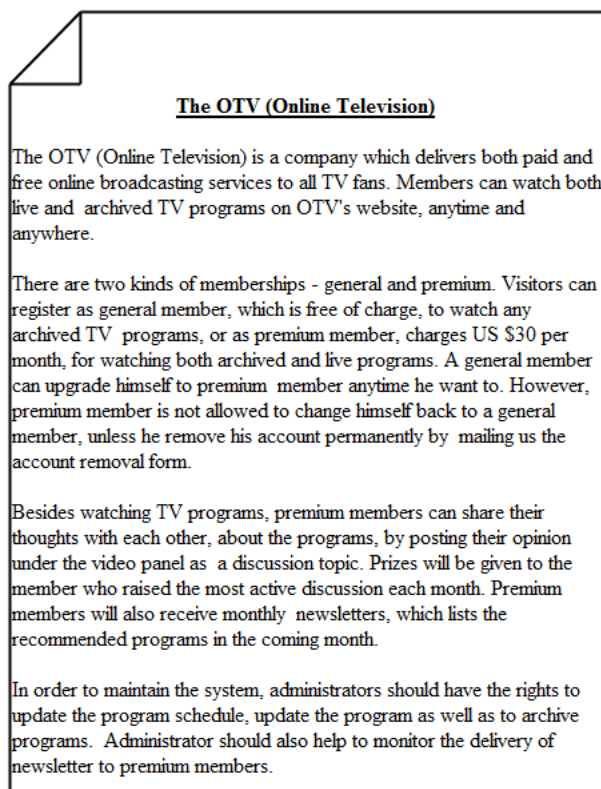 The OTV (Online Television)
The OTV (Online Television) is a company which delivers both paid and
free online broadcasting services to all TV fans. Members can watch both
live and archived TV programs on OTV's website, anytime and
anywhere.
There are two kinds of memberships - general and premium. Visitors can
register as general member, which is free of charge, to watch any
archived TV programs, or as premium member, charges US $30 per
month, for watching both archived and live programs. A general member
can upgrade himself to premium member anytime he want to. However,
premium member is not allowed to change himself back to a general
member, unless he remove his account permanently by mailing us the
account removal form.
Besides watching TV programs, premium members can share their
thoughts with each other, about the programs, by posting their opinion
under the video panel as a discussion topic. Prizes will be given to the
member who raised the most active discussion each month. Premium
members will also receive monthly newsletters, which lists the
recommended programs in the coming month.
In order to maintain the system, administrators should have the rights to
update the program schedule, update the program as well as to archive
programs. Administrator should also help to monitor the delivery of
newsletter to premium members.